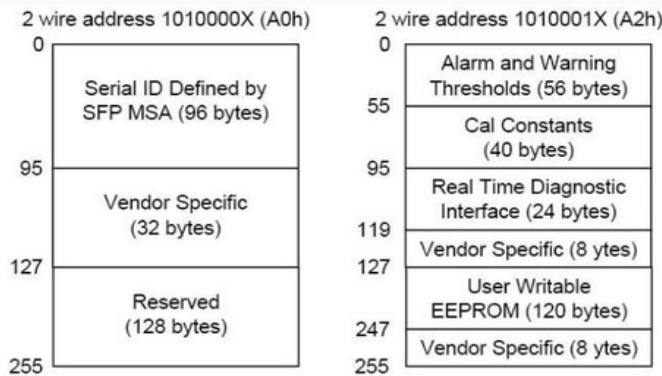 2 wire address 1010000X (A0h)
0
Serial ID Defined by
SFP MSA (96 bytes)
95
Vendor Specific
(32 bytes)
127
Reserved
(128 bytes)
255
2 wire address 1010001X (A2h)
0
Alarm and Warning
Thresholds (56 bytes)
55
Cal Constants
(40 bytes)
95
Real Time Diagnostic
Interface (24 bytes)
119
Vendor Specific (8 ytes)
127
User Writable
EEPROM (120 bytes)
247
Vendor Specific (8 ytes)
255